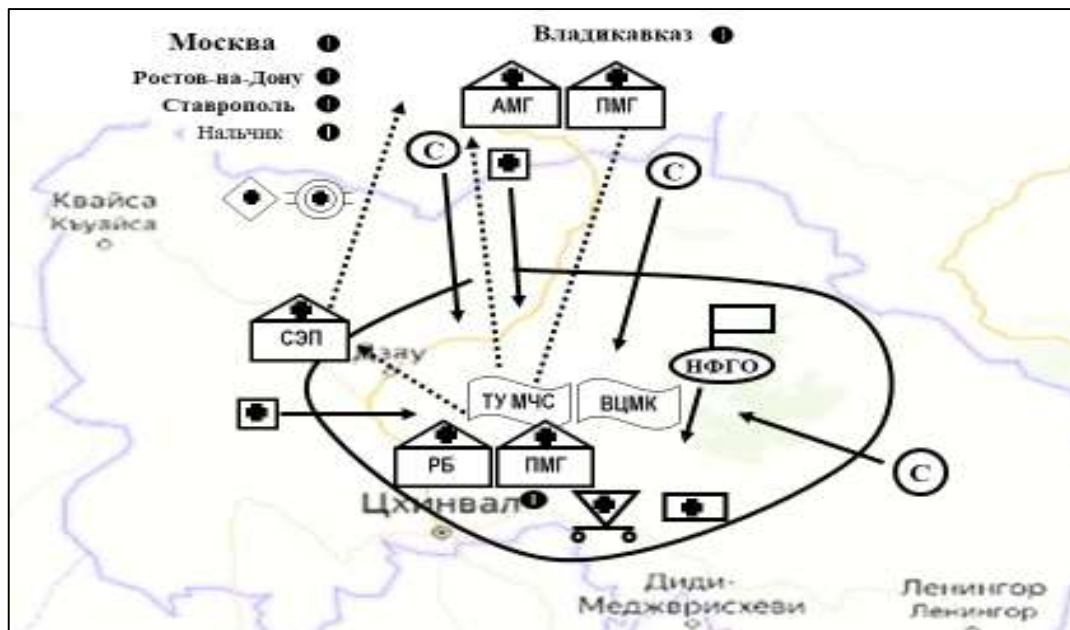 Москва
Владикавказ
Ростов-на-Дону
Ставрополь
Нальчик
АМГ
ПМГ
С
С
Квайса
Къуайса
СЭП
Дзау
НФГО
ТУ МЧС
ВЦМК
РБ
ПМГ
С
Цхинвал
Диди-
Меджврисхеви
Ленингор
Ленингор